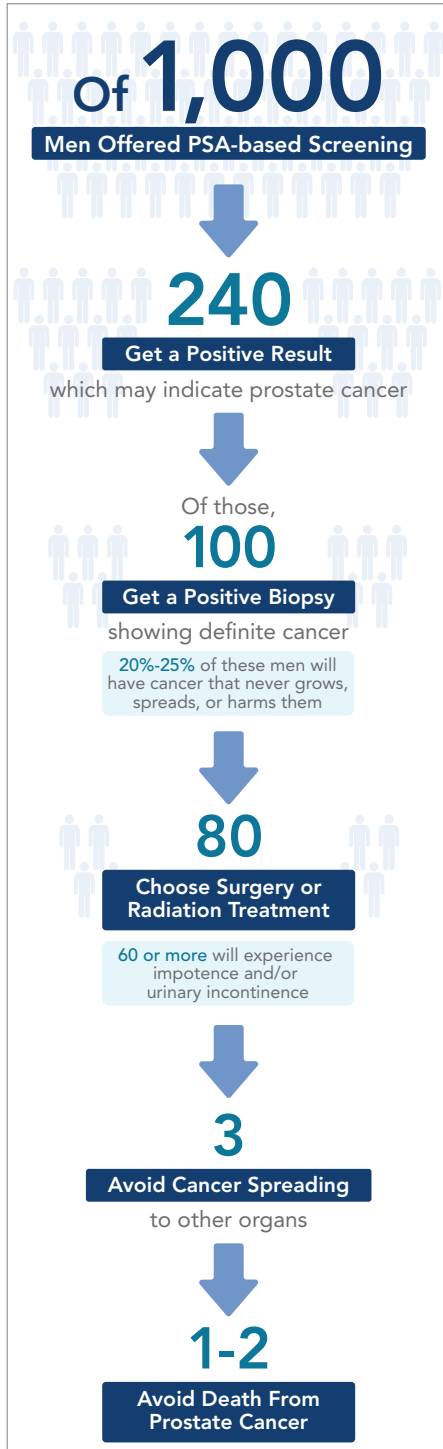 Of 1,000
Men Offered PSA-based Screening
240
Get a Positive Result
which may indicate prostate cancer
Of those,
100
Get a Positive Biopsy
showing definite cancer
20%-25% of these men will
have cancer that never grows,
spreads, or harms them
80
Choose Surgery or
Radiation Treatment
60 or more will experience
impotence and/or
urinary incontinence
3
Avoid Cancer Spreading
to other organs
1-2
Avoid Death From
Prostate Cancer